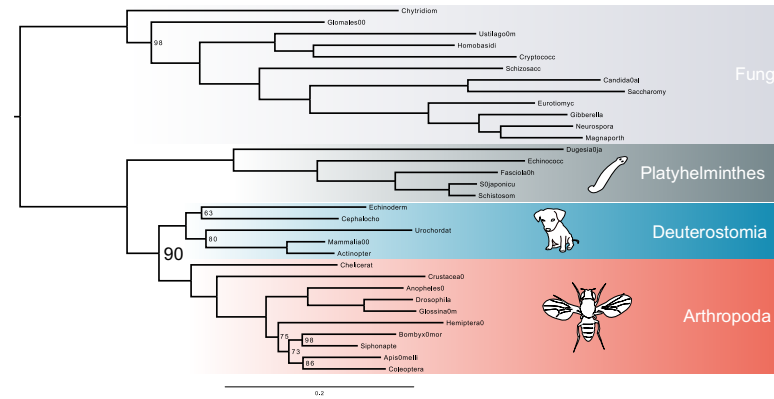 Chytridiom
Glomales00
98
Ustilago0m
Homobasidi
Cryptococc
Schizosacc
Candida0al
Fung
Saccharomy
Eurotiomyc
Gibberella
Neurospora
Magnaporth
Dugesia0ja
Echinococc
Fasciola0h
Platyhelminthes
S0japonicu
Schistosom
Echinoderm
63
Cephalocho
Urochordat
Deuterostomia
80
Mammalia00
90
Actinopter
Chelicerat
Crustacea0
Anopheles0
Drosophila
Glossina0m
Arthropoda
Hemiptera0
75
Bombyx0mor
98
Siphonapte
73
Apis0melli
86
Coleoptera
0.2